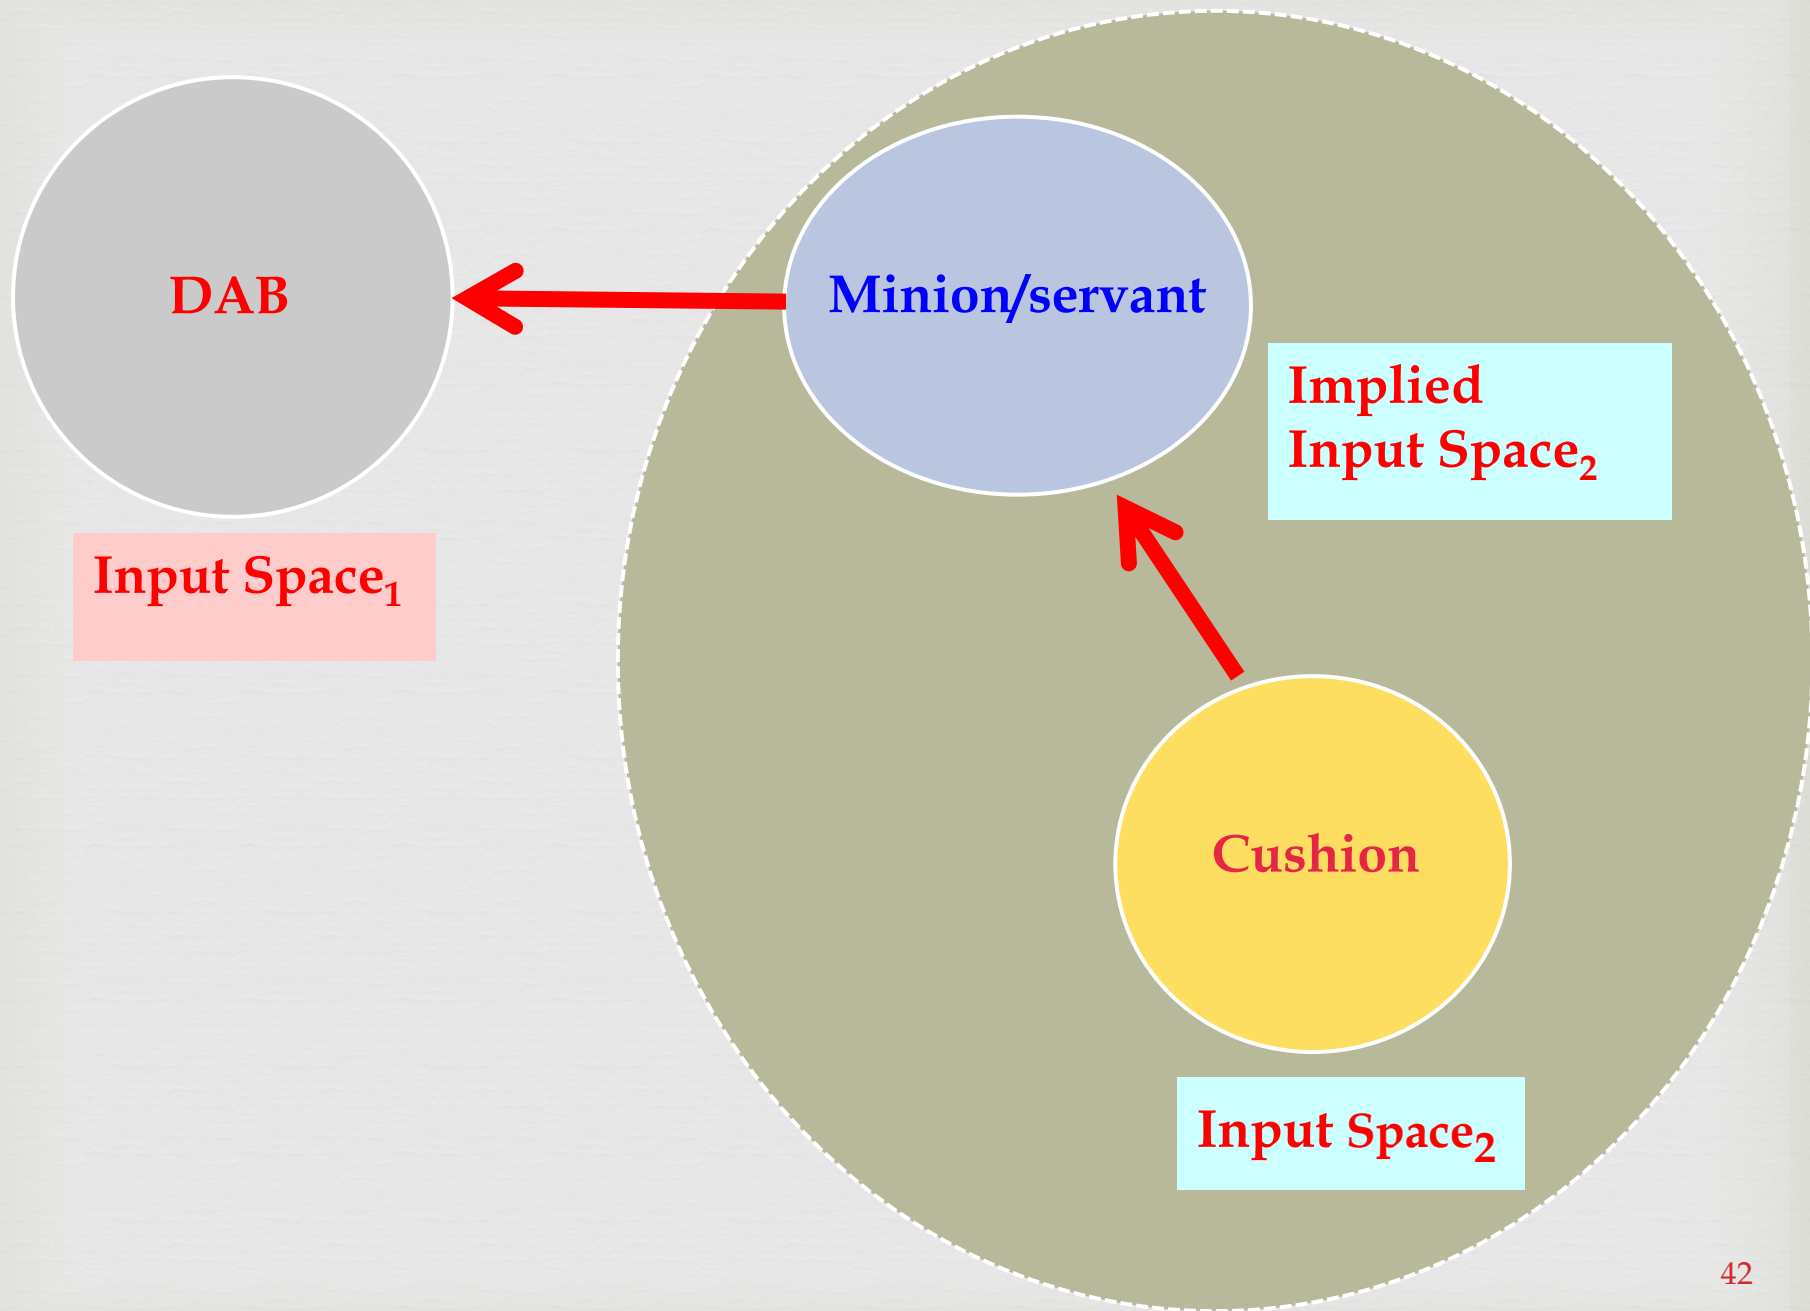 DAB
Minion/servant
Implied
Input Space₂
Input Space₁
Cushion
Input Space₂
42